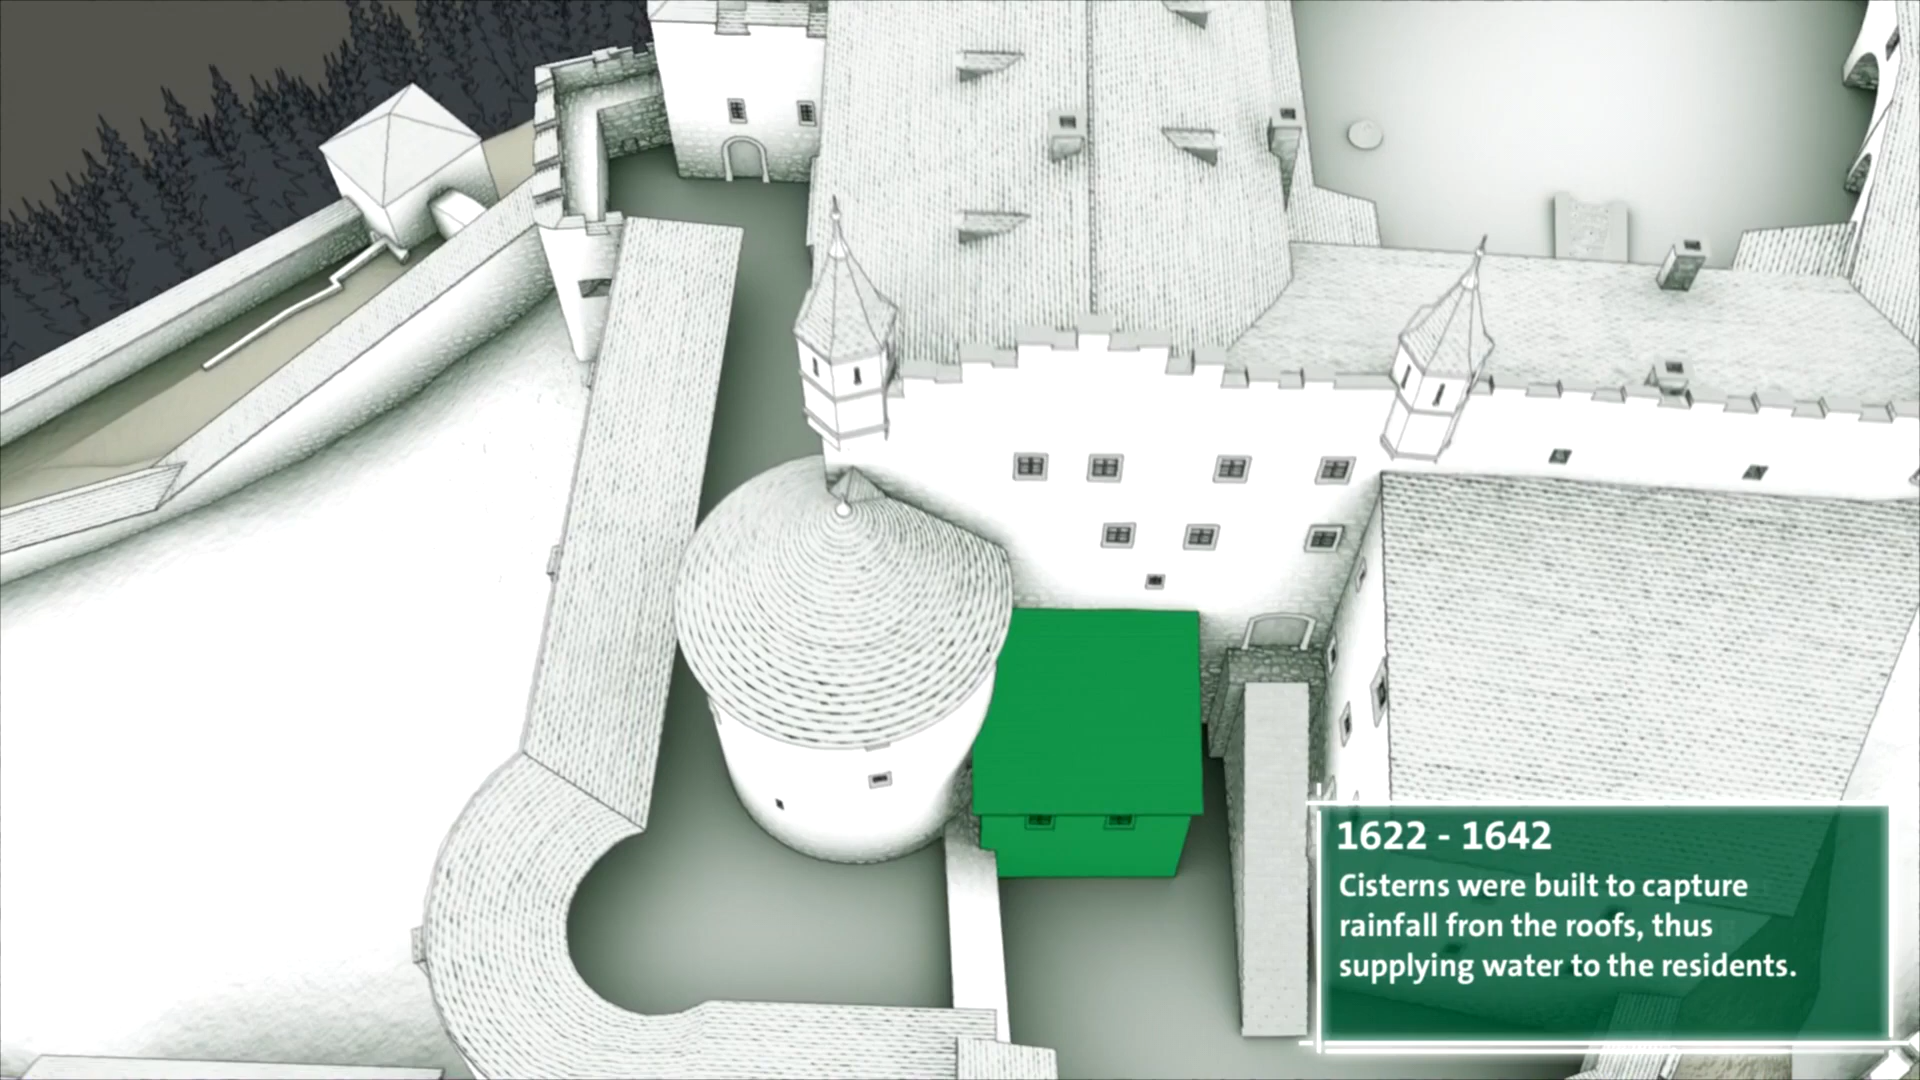 1622 - 1642
Cisterns were built to capture
rainfall fron the roofs, thus
supplying water to the residents.